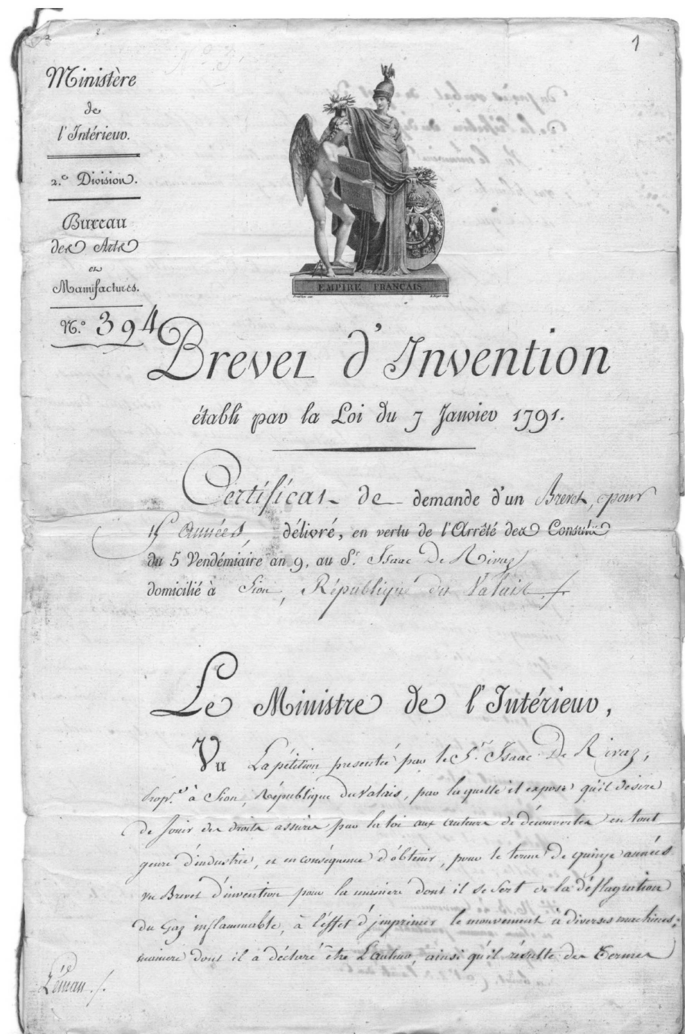 1
Ministère
de
l'Intérieur.
2.e Division.
Bureau
des Arts
et
Manufactures.
N.o 394
EMPIRE FRANÇAIS.
Brevet d'Invention
établi par la Loi du 7 Janvier 1791.
Certificat de demande d'un Brevet, pour
15 années, délivré, en vertu de l'Arrêté des Consuls
du 5 Vendémiaire an 9, au S.r Isaac De Rivaz
domicilié à Sion, République du Valais
Le Ministre de l'Intérieur,
Vu La pétition presentée par le S.r Isaac De Rivaz,
prop.re à Sion, République du Valais, par laquelle il expose qu'il désire
de Jouir des droits assurés par la loi aux auteurs de découvertes en tout
genre d'industrie, et en conséquence d'obtenir, pour le terme de quinze années
un Brevet d'invention pour la maniere dont il se sert de la déflagration
du Gaz inflammable, à l'effet d'imprimer le mouvement à diverses machines,
maniere dont il à déclaré être l'auteur, ainsi qu'il résulte des Termes